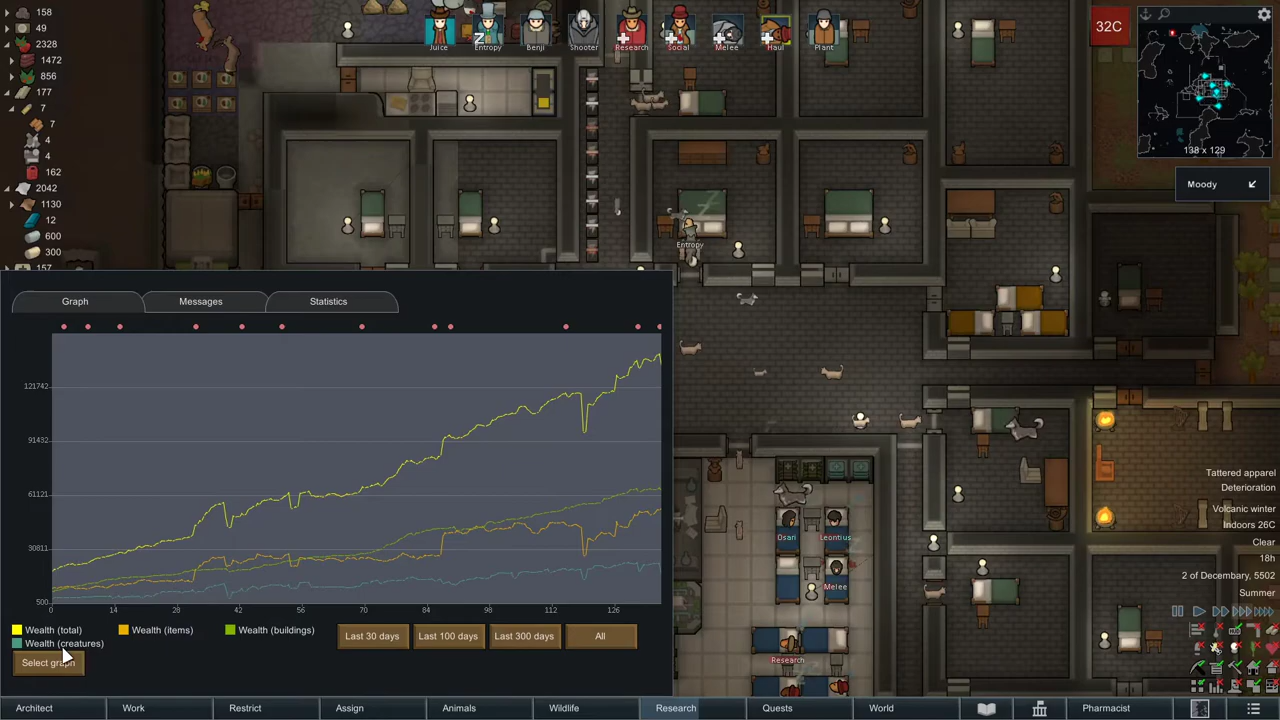 158
49
2328
1472
856
177
7
7
4
4
162
2042
1130
12
600
300
157
Juice
Entropy
Benji
Shooter
Research
Social
Melee
Haul
Plant
32C
138 x 129
Moody
Entropy
Osari
Leontius
Melee
Research
Graph
Messages
Statistics
121742
91432
61121
30811
500
0
14
28
42
56
70
84
98
112
126
Wealth (total)
Wealth (items)
Wealth (buildings)
Wealth (creatures)
Last 30 days
Last 100 days
Last 300 days
All
Select graph
Tattered apparel
Deterioration
Volcanic winter
Indoors 26C
Clear
18h
2 of Decembary, 5502
Summer
Architect
Work
Restrict
Assign
Animals
Wildlife
Research
Quests
World
Pharmacist